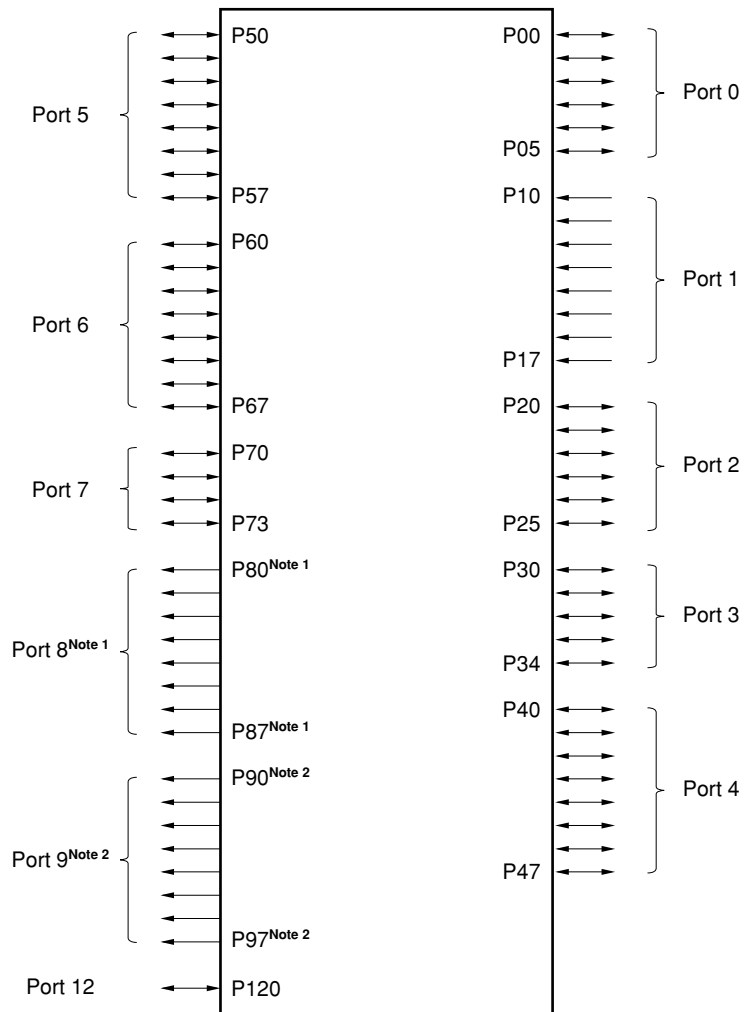 P50
Port 5
P57
P60
Port 6
P67
P70
Port 7
P73
P80Note 1
Port 8Note 1
P87Note 1
P90Note 2
Port 9Note 2
P97Note 2
Port 12
P120
P00
Port 0
P05
P10
Port 1
P17
P20
Port 2
P25
P30
Port 3
P34
P40
Port 4
P47